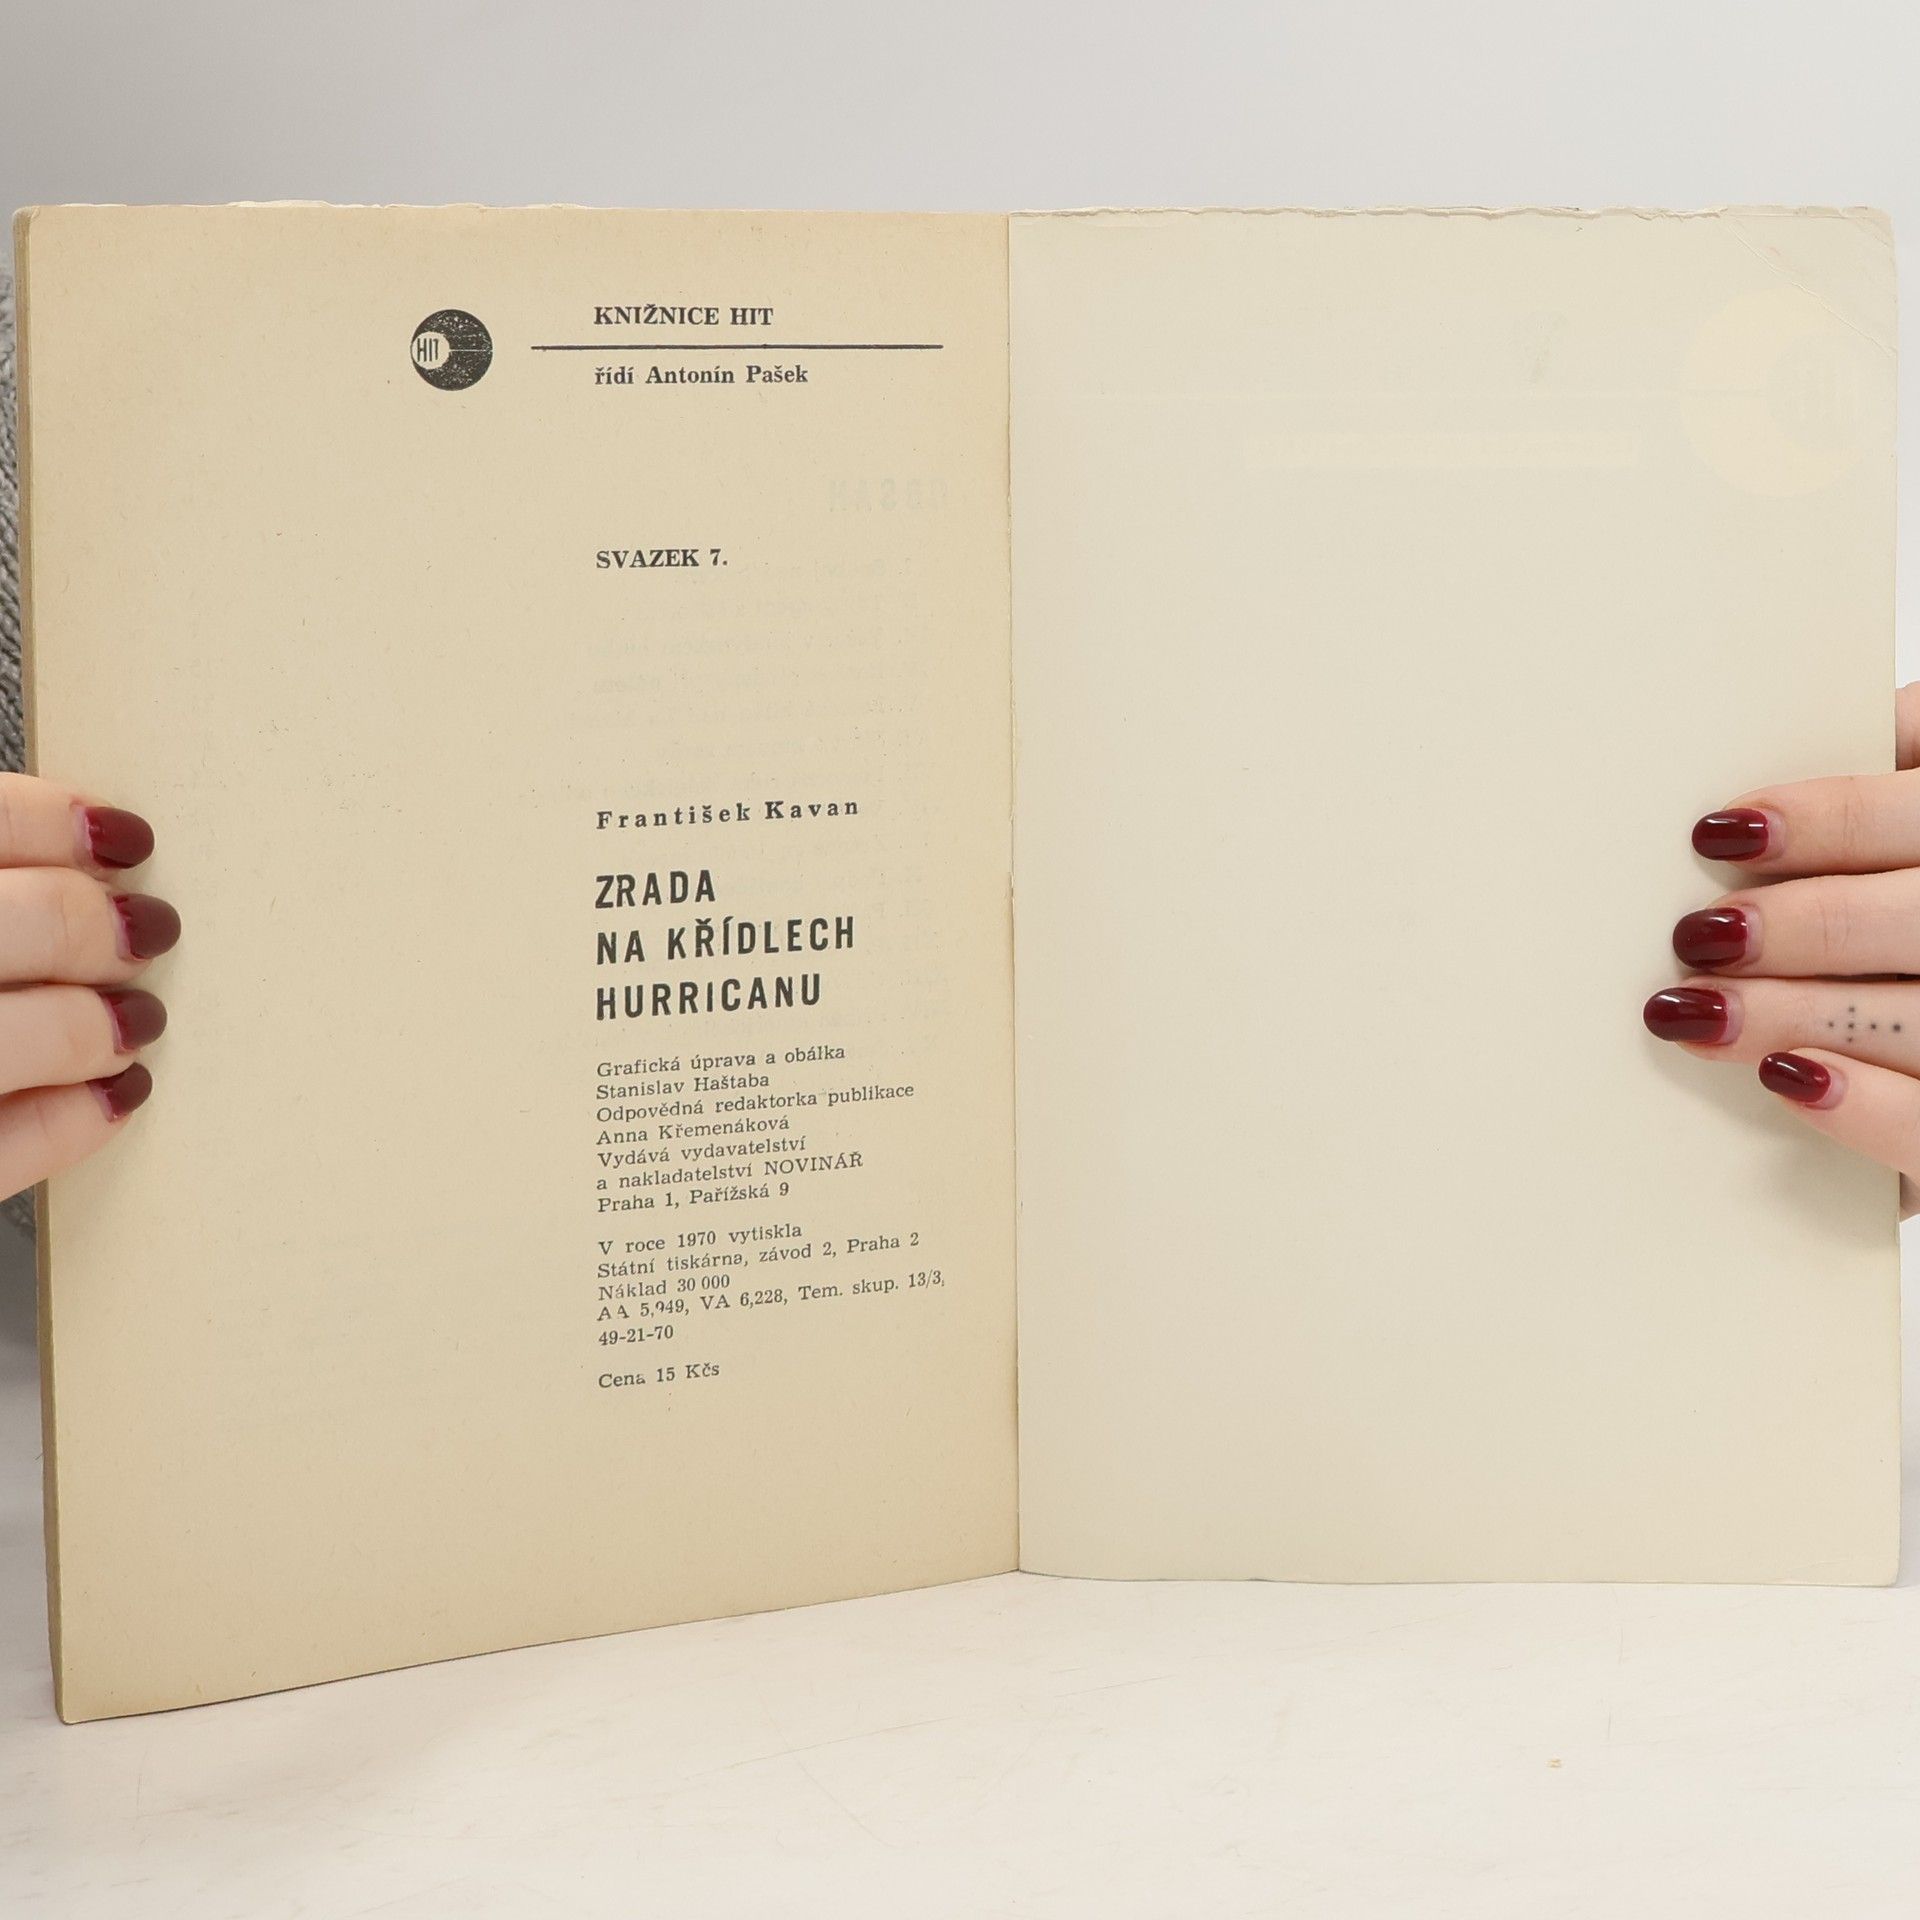 HIT
KNIŽNICE HIT
řídí Antonín Pašek
SVAZEK 7.
František Kavan
ZRADA
NA KŘÍDLECH
HURRICANU
Grafická úprava a obálka
Stanislav Haštaba
Odpovědná redaktorka publikace
Anna Křemenáková
Vydává vydavatelství
a nakladatelství NOVINÁŘ
Praha 1, Pařížská 9
V roce 1970 vytiskla
Státní tiskárna, závod 2, Praha 2
Náklad 30 000
AA 5,949, VA 6,228, Tem. skup. 13/3,
49-21-70
Cena 15 Kčs